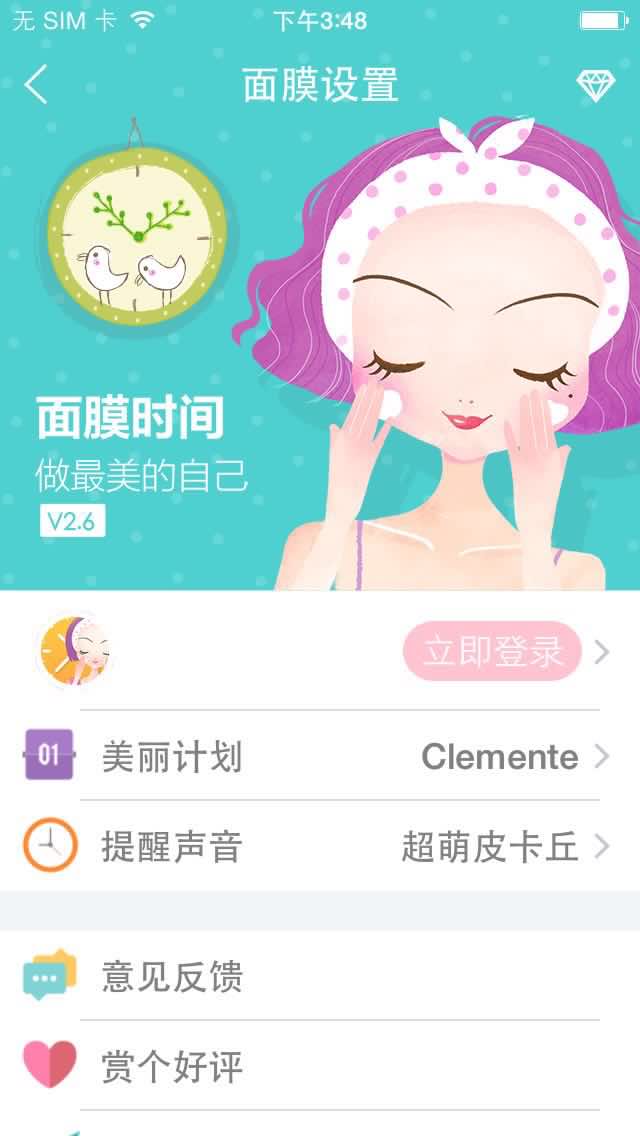 无 SIM 卡 下午3:48
面膜设置
面膜时间
做最美的自己
V2.6
立即登录
01 美丽计划 Clemente
提醒声音 超萌皮卡丘
意见反馈
赏个好评